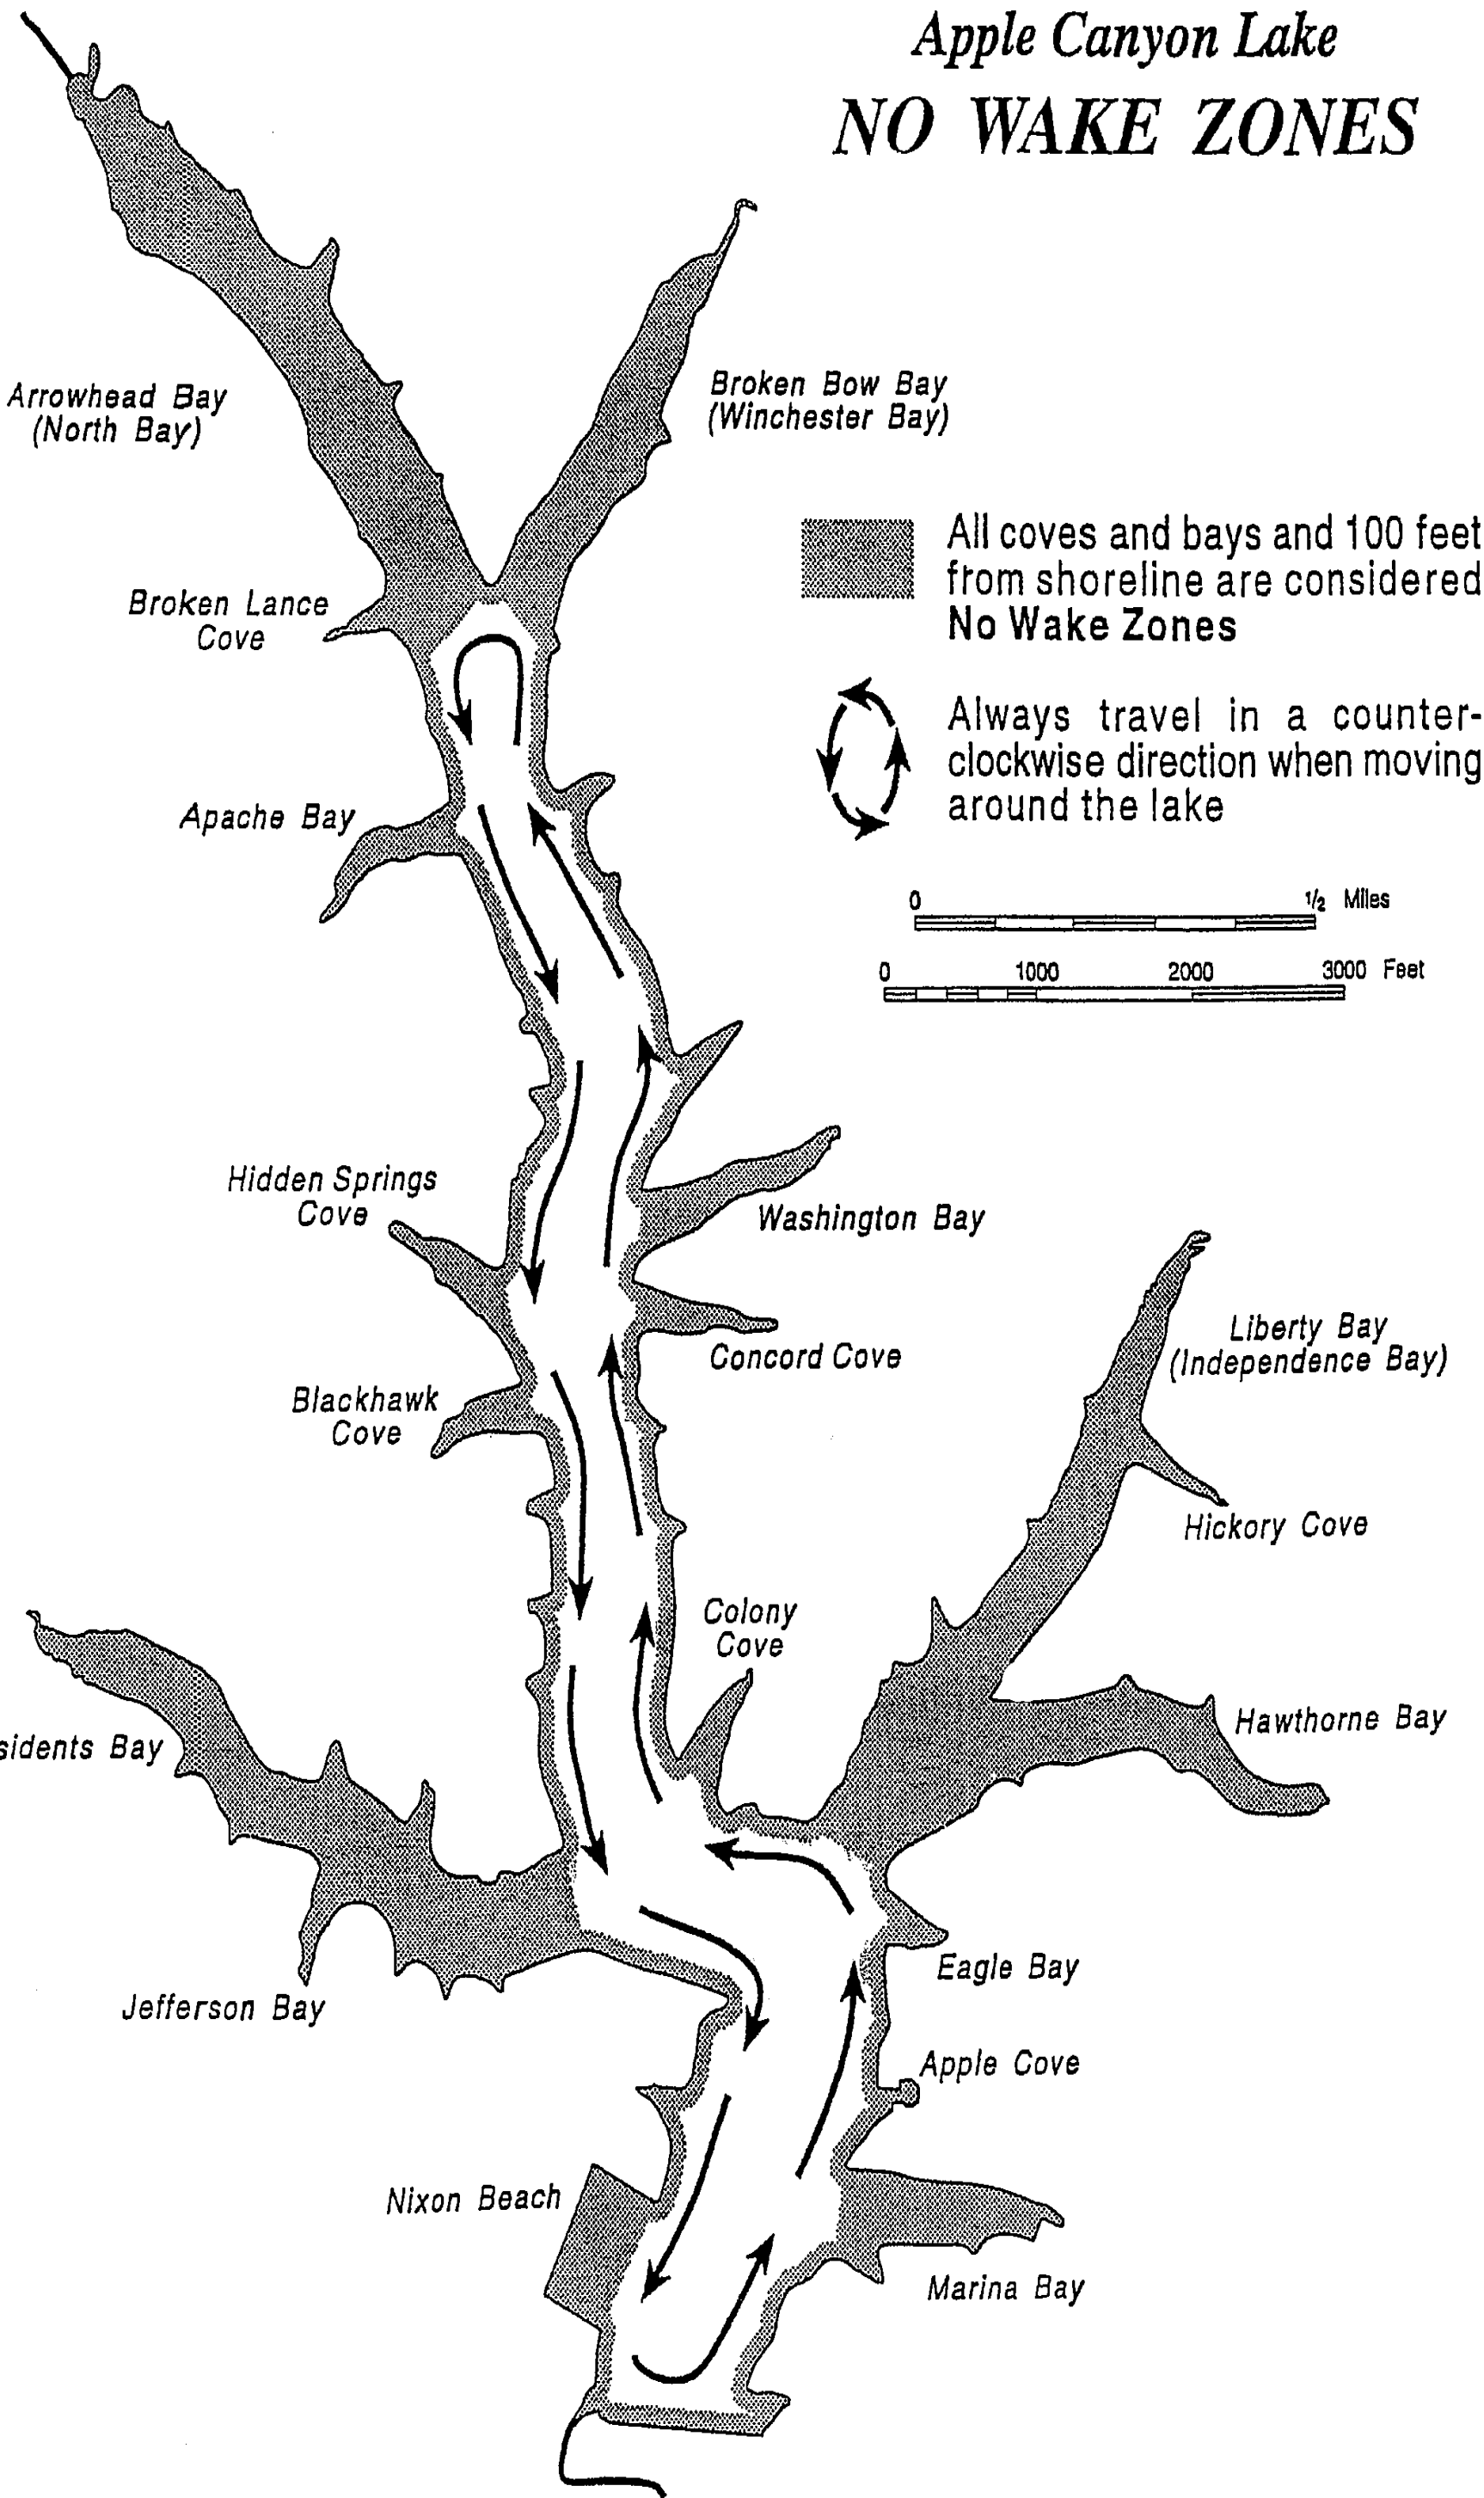 Apple Canyon Lake
NO WAKE ZONES
Arrowhead Bay
(North Bay)
Broken Bow Bay
(Winchester Bay)
All coves and bays and 100 feet
from shoreline are considered
No Wake Zones
Broken Lance
Cove
Always travel in a counter-
clockwise direction when moving
around the lake
Apache Bay
0 1/2 Miles
0 1000 2000 3000 Feet
Hidden Springs
Cove
Washington Bay
Liberty Bay
(Independence Bay)
Concord Cove
Blackhawk
Cove
Hickory Cove
Colony
Cove
Hawthorne Bay
sidents Bay
Eagle Bay
Jefferson Bay
Apple Cove
Nixon Beach
Marina Bay